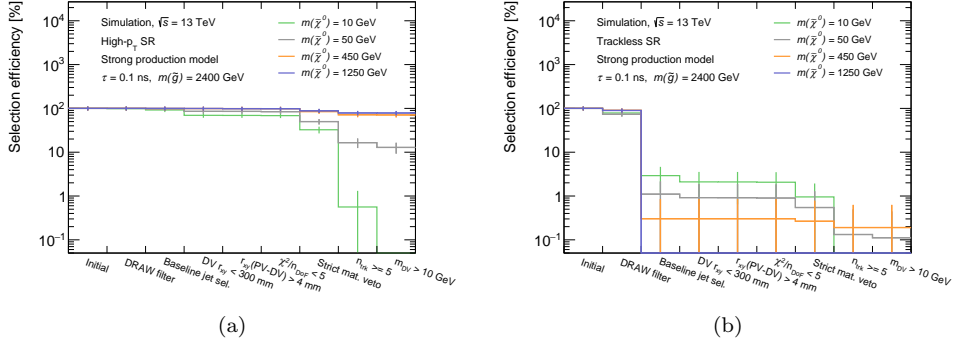 Selection efficiency [%]
10⁴
10³
10²
10
1
10⁻¹
Simulation, √s = 13 TeV
High-p_T SR
Strong production model
τ = 0.1 ns, m(g̃) = 2400 GeV
m(χ̃⁰) = 10 GeV
m(χ̃⁰) = 50 GeV
m(χ̃⁰) = 450 GeV
m(χ̃⁰) = 1250 GeV
Initial
DRAW filter
Baseline jet sel.
DV r_xy < 300 mm
r_xy(PV-DV) > 4 mm
χ²/n_DoF < 5
Strict mat. veto
n_trk >= 5
m_DV > 10 GeV
(a)
Selection efficiency [%]
10⁴
10³
10²
10
1
10⁻¹
Simulation, √s = 13 TeV
Trackless SR
Strong production model
τ = 0.1 ns, m(g̃) = 2400 GeV
m(χ̃⁰) = 10 GeV
m(χ̃⁰) = 50 GeV
m(χ̃⁰) = 450 GeV
m(χ̃⁰) = 1250 GeV
Initial
DRAW filter
Baseline jet sel.
DV r_xy < 300 mm
r_xy(PV-DV) > 4 mm
χ²/n_DoF < 5
Strict mat. veto
n_trk >= 5
m_DV > 10 GeV
(b)